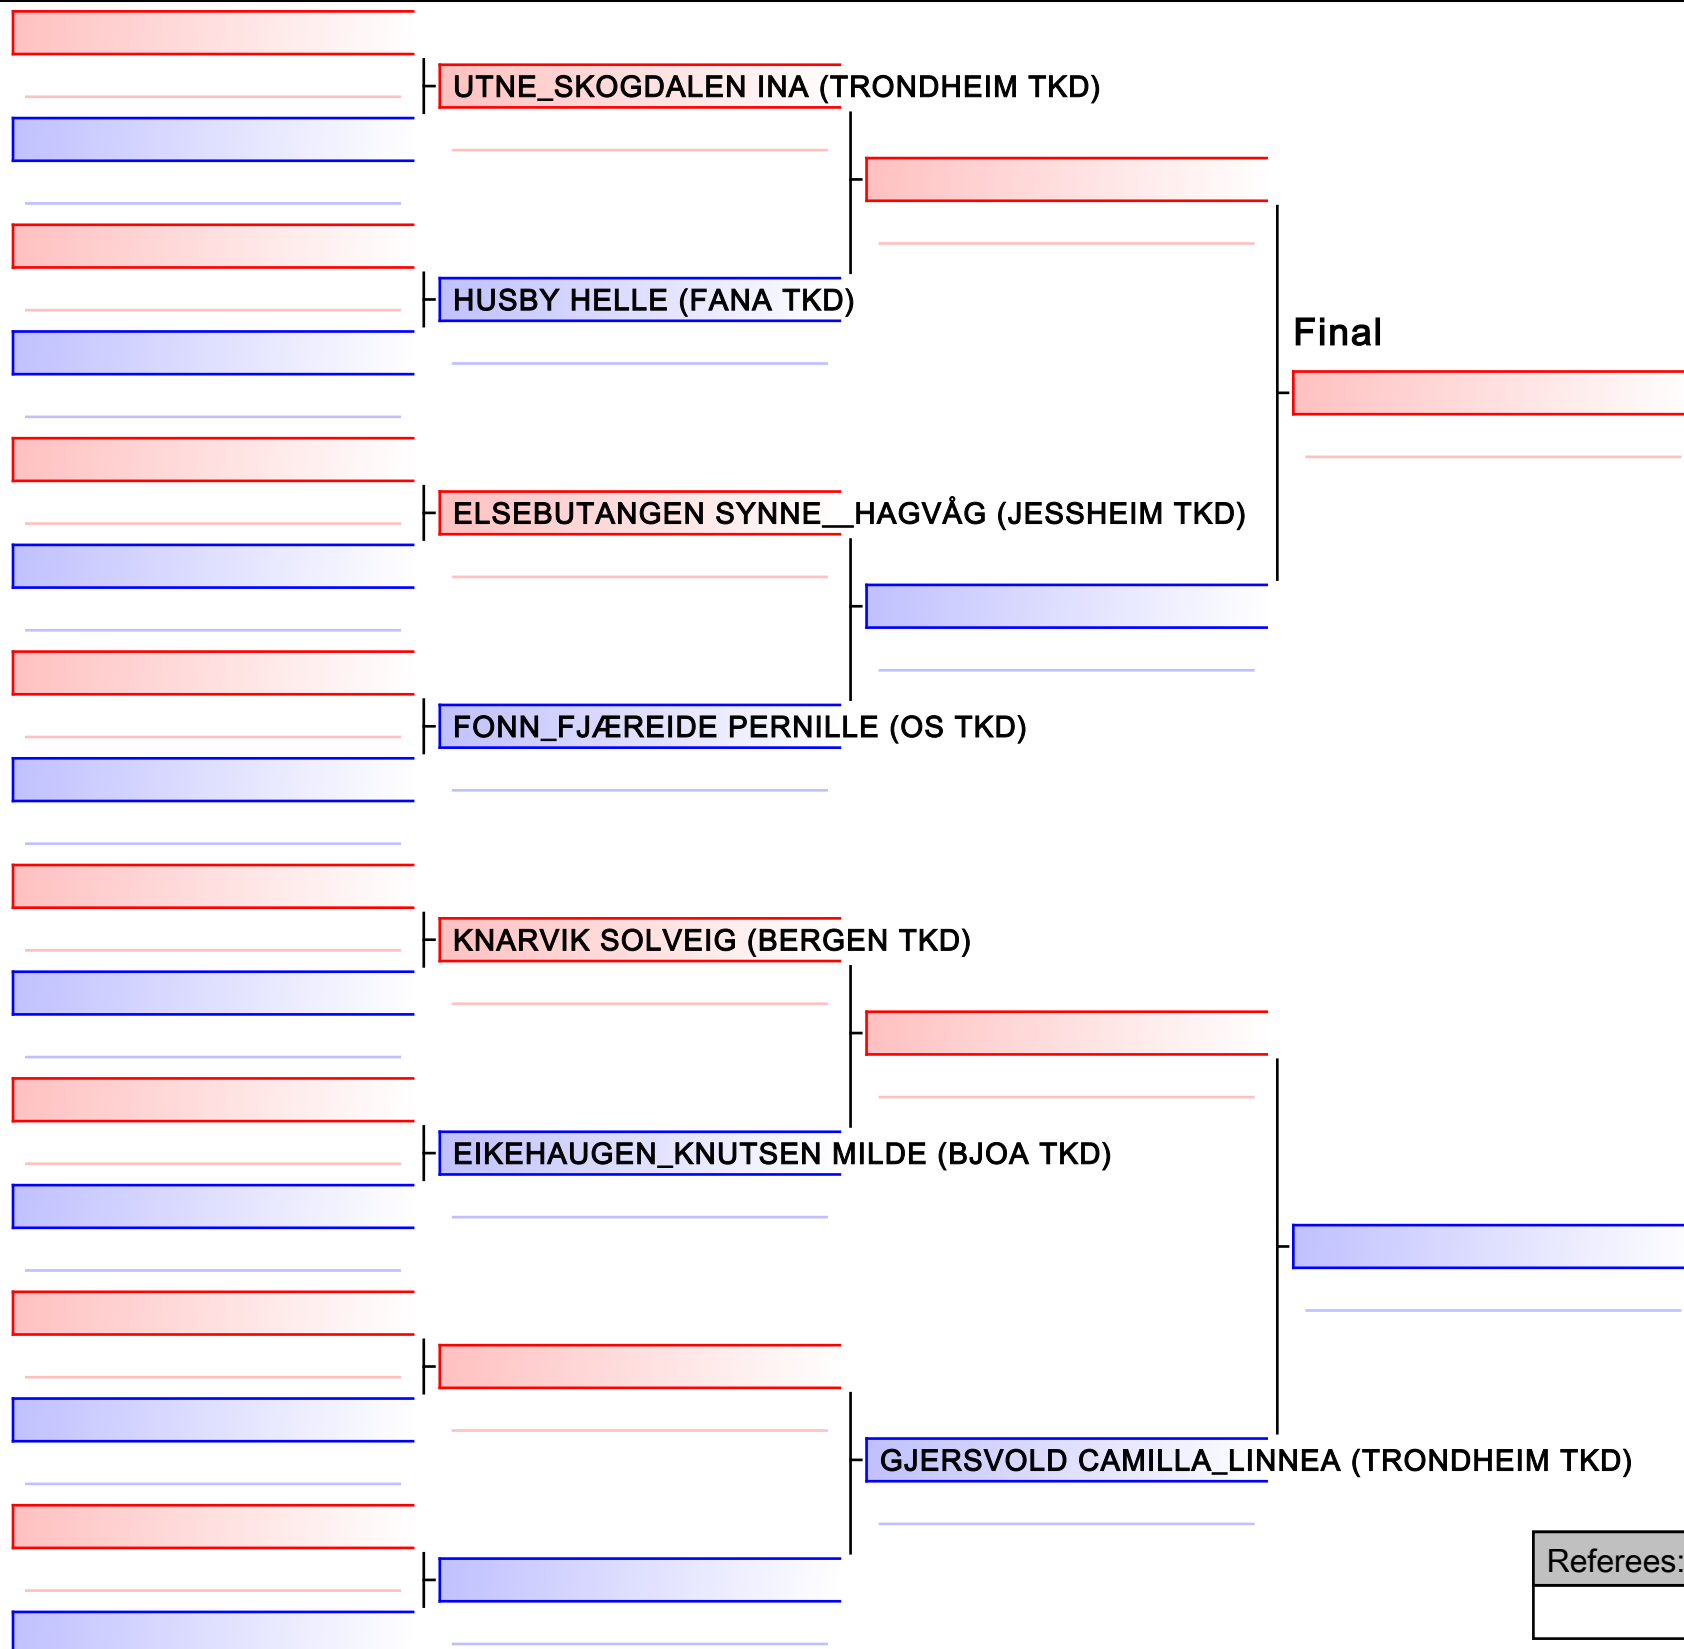 UTNE_SKOGDALEN INA (TRONDHEIM TKD)
HUSBY HELLE (FANA TKD)
Final
ELSEBUTANGEN SYNNE__HAGVÅG (JESSHEIM TKD)
FONN_FJÆREIDE PERNILLE (OS TKD)
KNARVIK SOLVEIG (BERGEN TKD)
EIKEHAUGEN_KNUTSEN MILDE (BJOA TKD)
GJERSVOLD CAMILLA_LINNEA (TRONDHEIM TKD)
Referees: